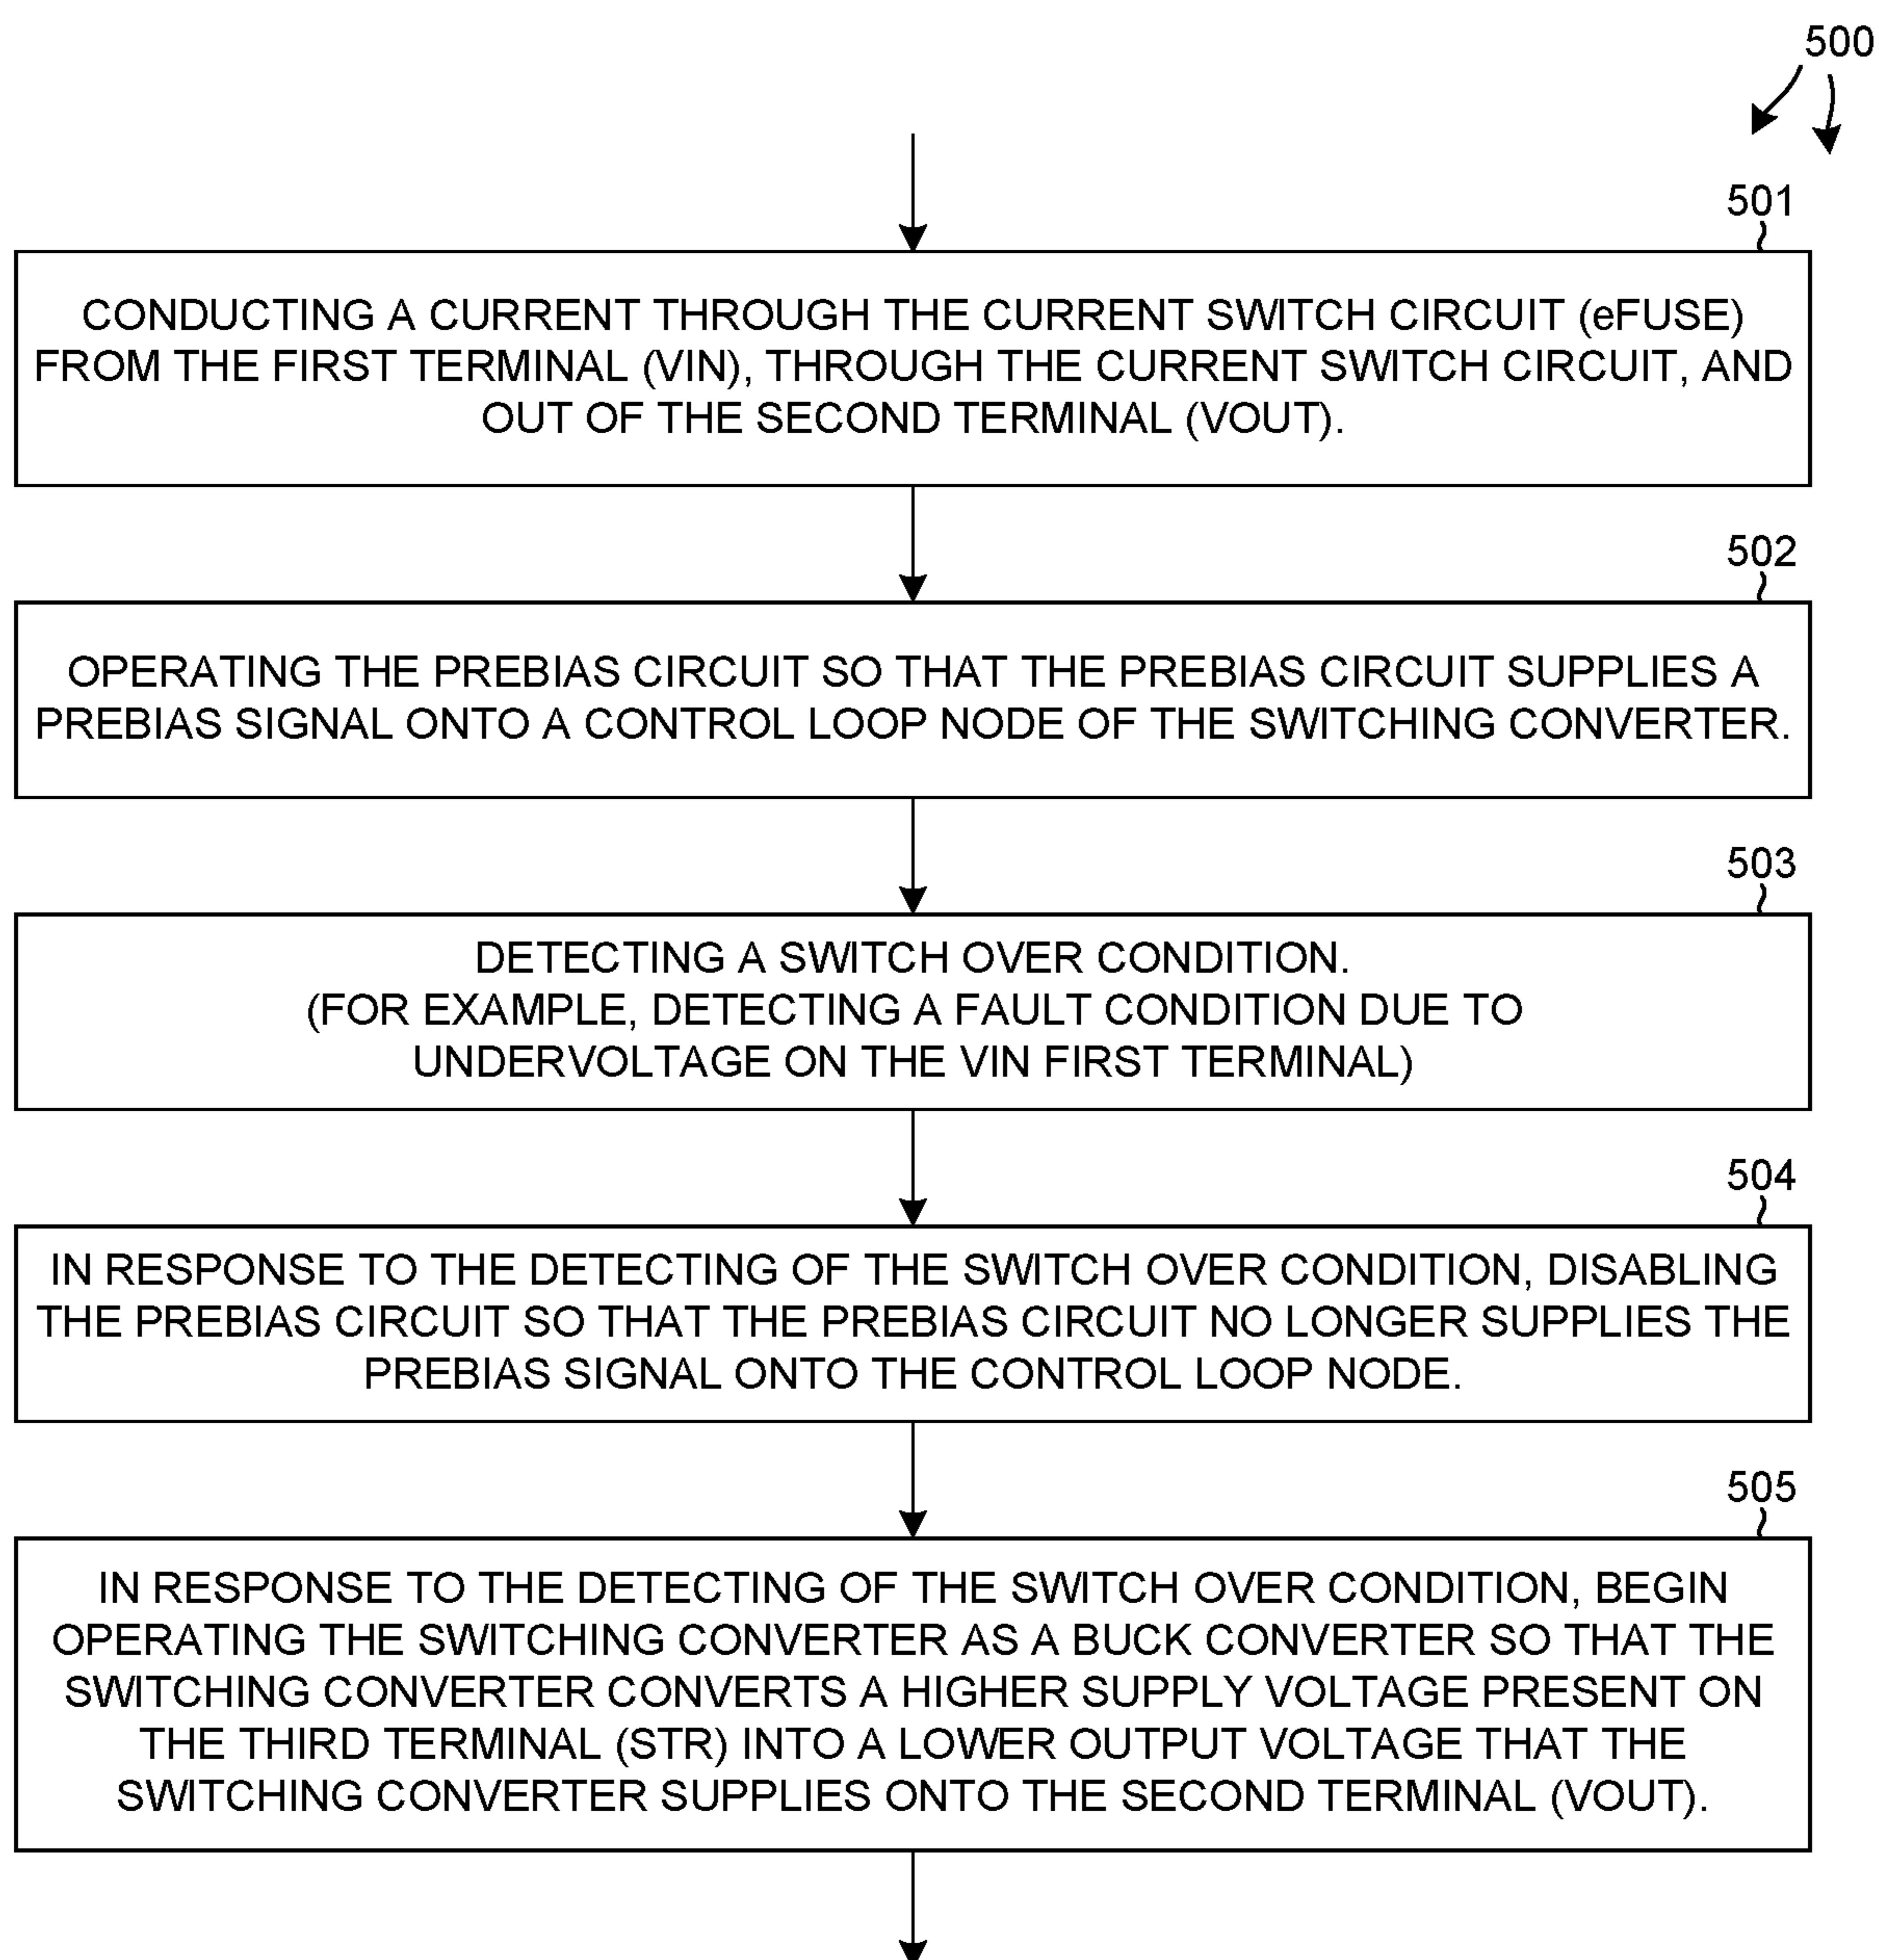 500
501
CONDUCTING A CURRENT THROUGH THE CURRENT SWITCH CIRCUIT (eFUSE)
FROM THE FIRST TERMINAL (VIN), THROUGH THE CURRENT SWITCH CIRCUIT, AND
OUT OF THE SECOND TERMINAL (VOUT).
502
OPERATING THE PREBIAS CIRCUIT SO THAT THE PREBIAS CIRCUIT SUPPLIES A
PREBIAS SIGNAL ONTO A CONTROL LOOP NODE OF THE SWITCHING CONVERTER.
503
DETECTING A SWITCH OVER CONDITION.
(FOR EXAMPLE, DETECTING A FAULT CONDITION DUE TO
UNDERVOLTAGE ON THE VIN FIRST TERMINAL)
504
IN RESPONSE TO THE DETECTING OF THE SWITCH OVER CONDITION, DISABLING
THE PREBIAS CIRCUIT SO THAT THE PREBIAS CIRCUIT NO LONGER SUPPLIES THE
PREBIAS SIGNAL ONTO THE CONTROL LOOP NODE.
505
IN RESPONSE TO THE DETECTING OF THE SWITCH OVER CONDITION, BEGIN
OPERATING THE SWITCHING CONVERTER AS A BUCK CONVERTER SO THAT THE
SWITCHING CONVERTER CONVERTS A HIGHER SUPPLY VOLTAGE PRESENT ON
THE THIRD TERMINAL (STR) INTO A LOWER OUTPUT VOLTAGE THAT THE
SWITCHING CONVERTER SUPPLIES ONTO THE SECOND TERMINAL (VOUT).